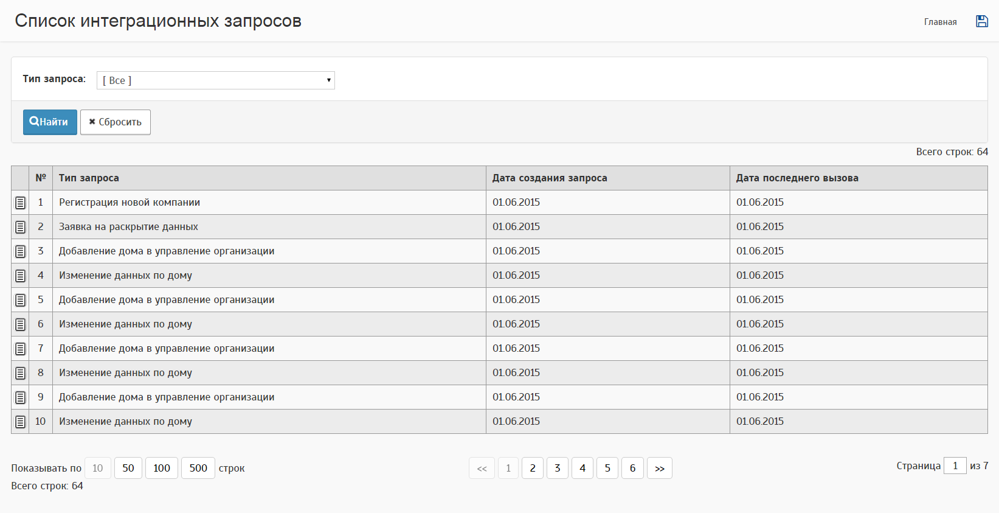 Список интеграционных запросов
Главная
Тип запроса: [ Все ]
Найти Сбросить
Всего строк: 64
№ Тип запроса Дата создания запроса Дата последнего вызова
1 Регистрация новой компании 01.06.2015 01.06.2015
2 Заявка на раскрытие данных 01.06.2015 01.06.2015
3 Добавление дома в управление организации 01.06.2015 01.06.2015
4 Изменение данных по дому 01.06.2015 01.06.2015
5 Добавление дома в управление организации 01.06.2015 01.06.2015
6 Изменение данных по дому 01.06.2015 01.06.2015
7 Добавление дома в управление организации 01.06.2015 01.06.2015
8 Изменение данных по дому 01.06.2015 01.06.2015
9 Добавление дома в управление организации 01.06.2015 01.06.2015
10 Изменение данных по дому 01.06.2015 01.06.2015
Показывать по 10 50 100 500 строк << 1 2 3 4 5 6 >> Страница 1 из 7
Всего строк: 64